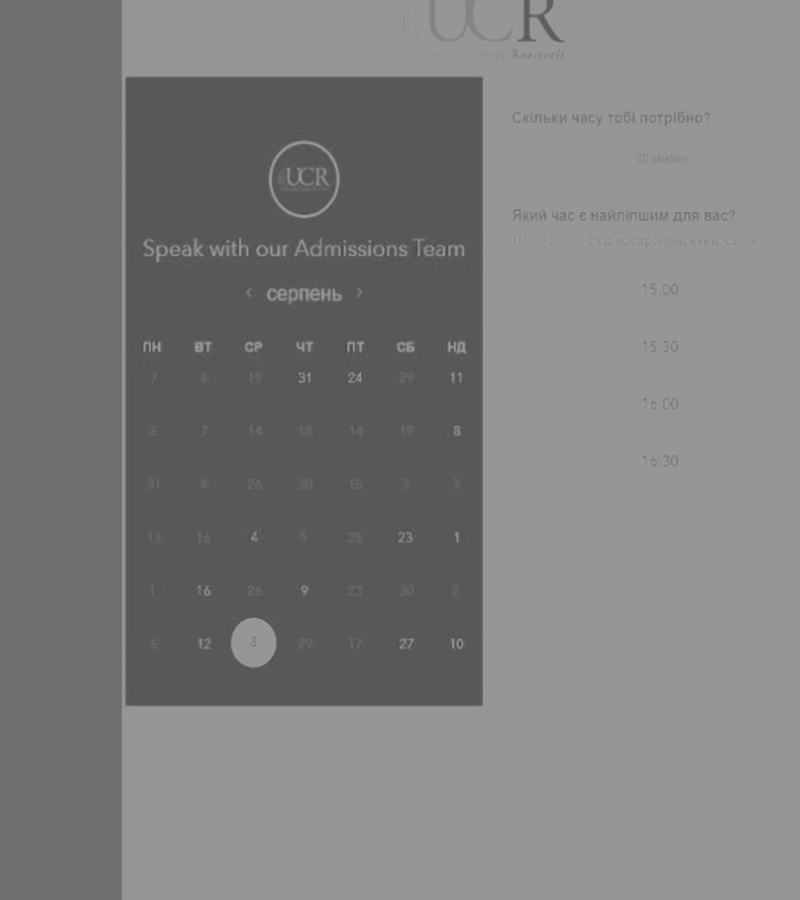 UCR
University College Roosevelt
UCR
Speak with our Admissions Team
‹ серпень ›
ПН ВТ СР ЧТ ПТ СБ НД
7 4 19 31 24 29 11
6 7 14 18 14 19 8
31 4 26 30 15 3 3
13 16 4 5 25 23 1
1 16 26 9 23 30 2
6 12 8 29 17 27 10
Скільки часу тобі потрібно?
30 хвилин
Який час є найліпшим для вас?
UTC +03:00 Східноєвропейський час
15:00
15:30
16:00
16:30